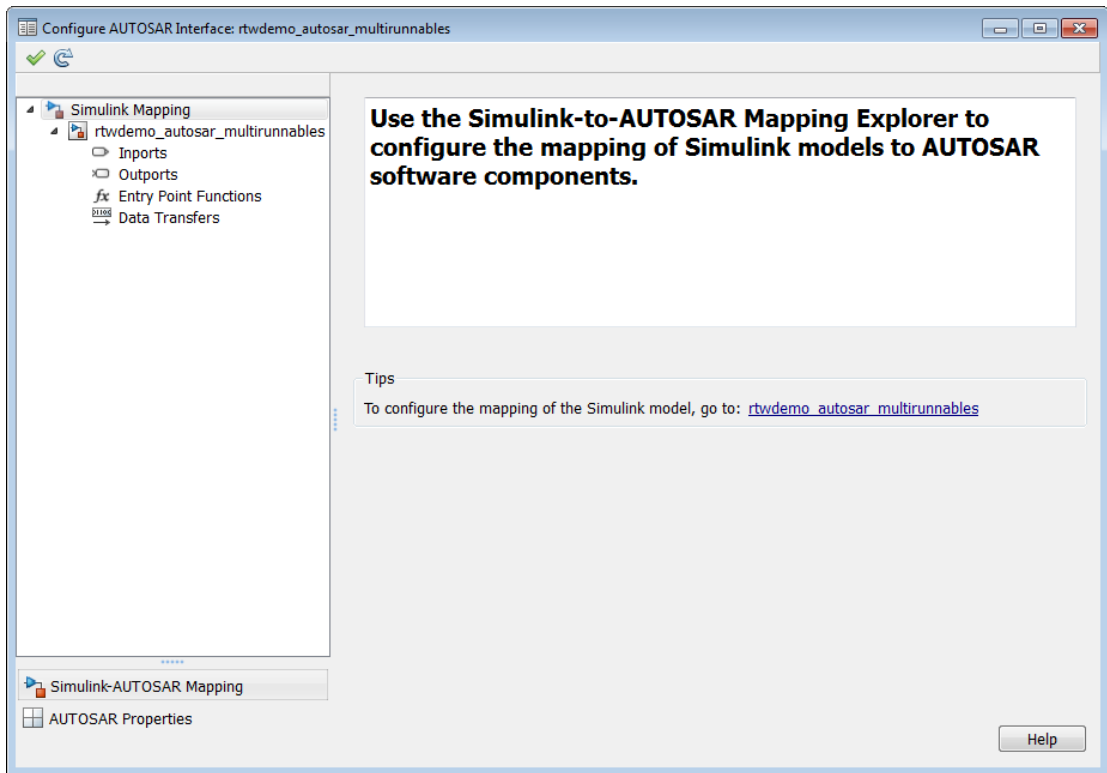 Configure AUTOSAR Interface: rtwdemo_autosar_multirunnables
Simulink Mapping
rtwdemo_autosar_multirunnables
Inports
Outports
fx Entry Point Functions
Data Transfers
Use the Simulink-to-AUTOSAR Mapping Explorer to
configure the mapping of Simulink models to AUTOSAR
software components.
Tips
To configure the mapping of the Simulink model, go to: rtwdemo_autosar_multirunnables
Simulink-AUTOSAR Mapping
AUTOSAR Properties
Help